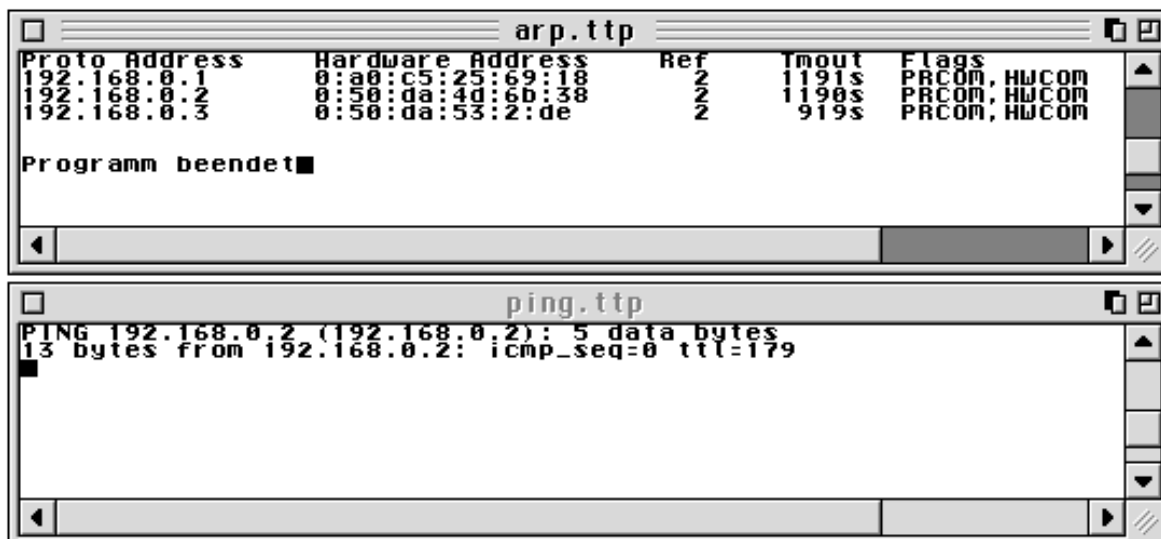 arp.ttp
Proto Address Hardware Address Ref Tmout Flags
192.168.0.1 0:a0:c5:25:69:18 2 1191s PRCOM,HWCOM
192.168.0.2 0:50:da:4d:6b:38 2 1190s PRCOM,HWCOM
192.168.0.3 0:50:da:53:2:de 2 919s PRCOM,HWCOM
Programm beendet
ping.ttp
PING 192.168.0.2 (192.168.0.2): 5 data bytes
13 bytes from 192.168.0.2: icmp_seq=0 ttl=179